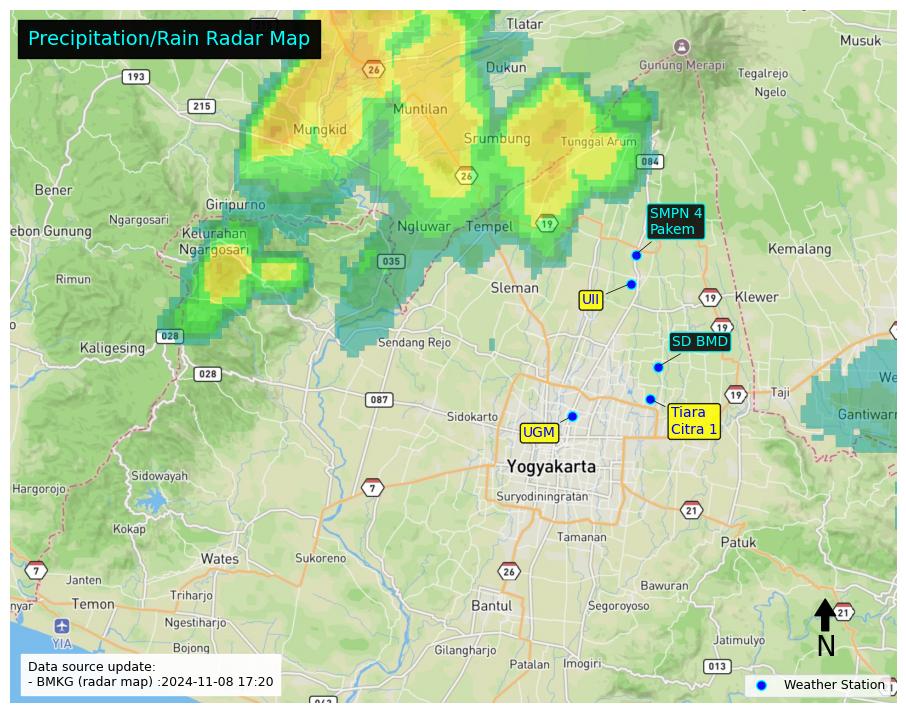 Precipitation/Rain Radar Map
Tlatar
Musuk
193
26
Dukun
Gunung Merapi
Tegalrejo
Ngelo
215
Muntilan
Mungkid
Srumbung
Tunggal Arum
084
26
Bener
Giripurno
SMPN 4
Pakem
Ngargosari
ebon Gunung
Kelurahan
Ngargosari
Ngluwar
Tempel
19
Kemalang
035
Rimun
Sleman
UII
19
Klewer
19
028
Kaligesing
Sendang Rejo
SD BMD
028
We
087
19
Taji
Sidokarto
Tiara
Citra 1
Gantiwarn
UGM
Yogyakarta
Sidowayah
Hargorojo
7
Suryodiningratan
21
Kokap
Tamanan
Patuk
Wates
Sukoreno
7
26
Janten
Bawuran
nyar
Temon
Triharjo
Bantul
Segoroyoso
21
Ngestiharjo
YIA
Jatimulyo
N
Bojong
Gilangharjo
Patalan
Imogiri
013
Data source update:
- BMKG (radar map) :2024-11-08 17:20
Weather Station